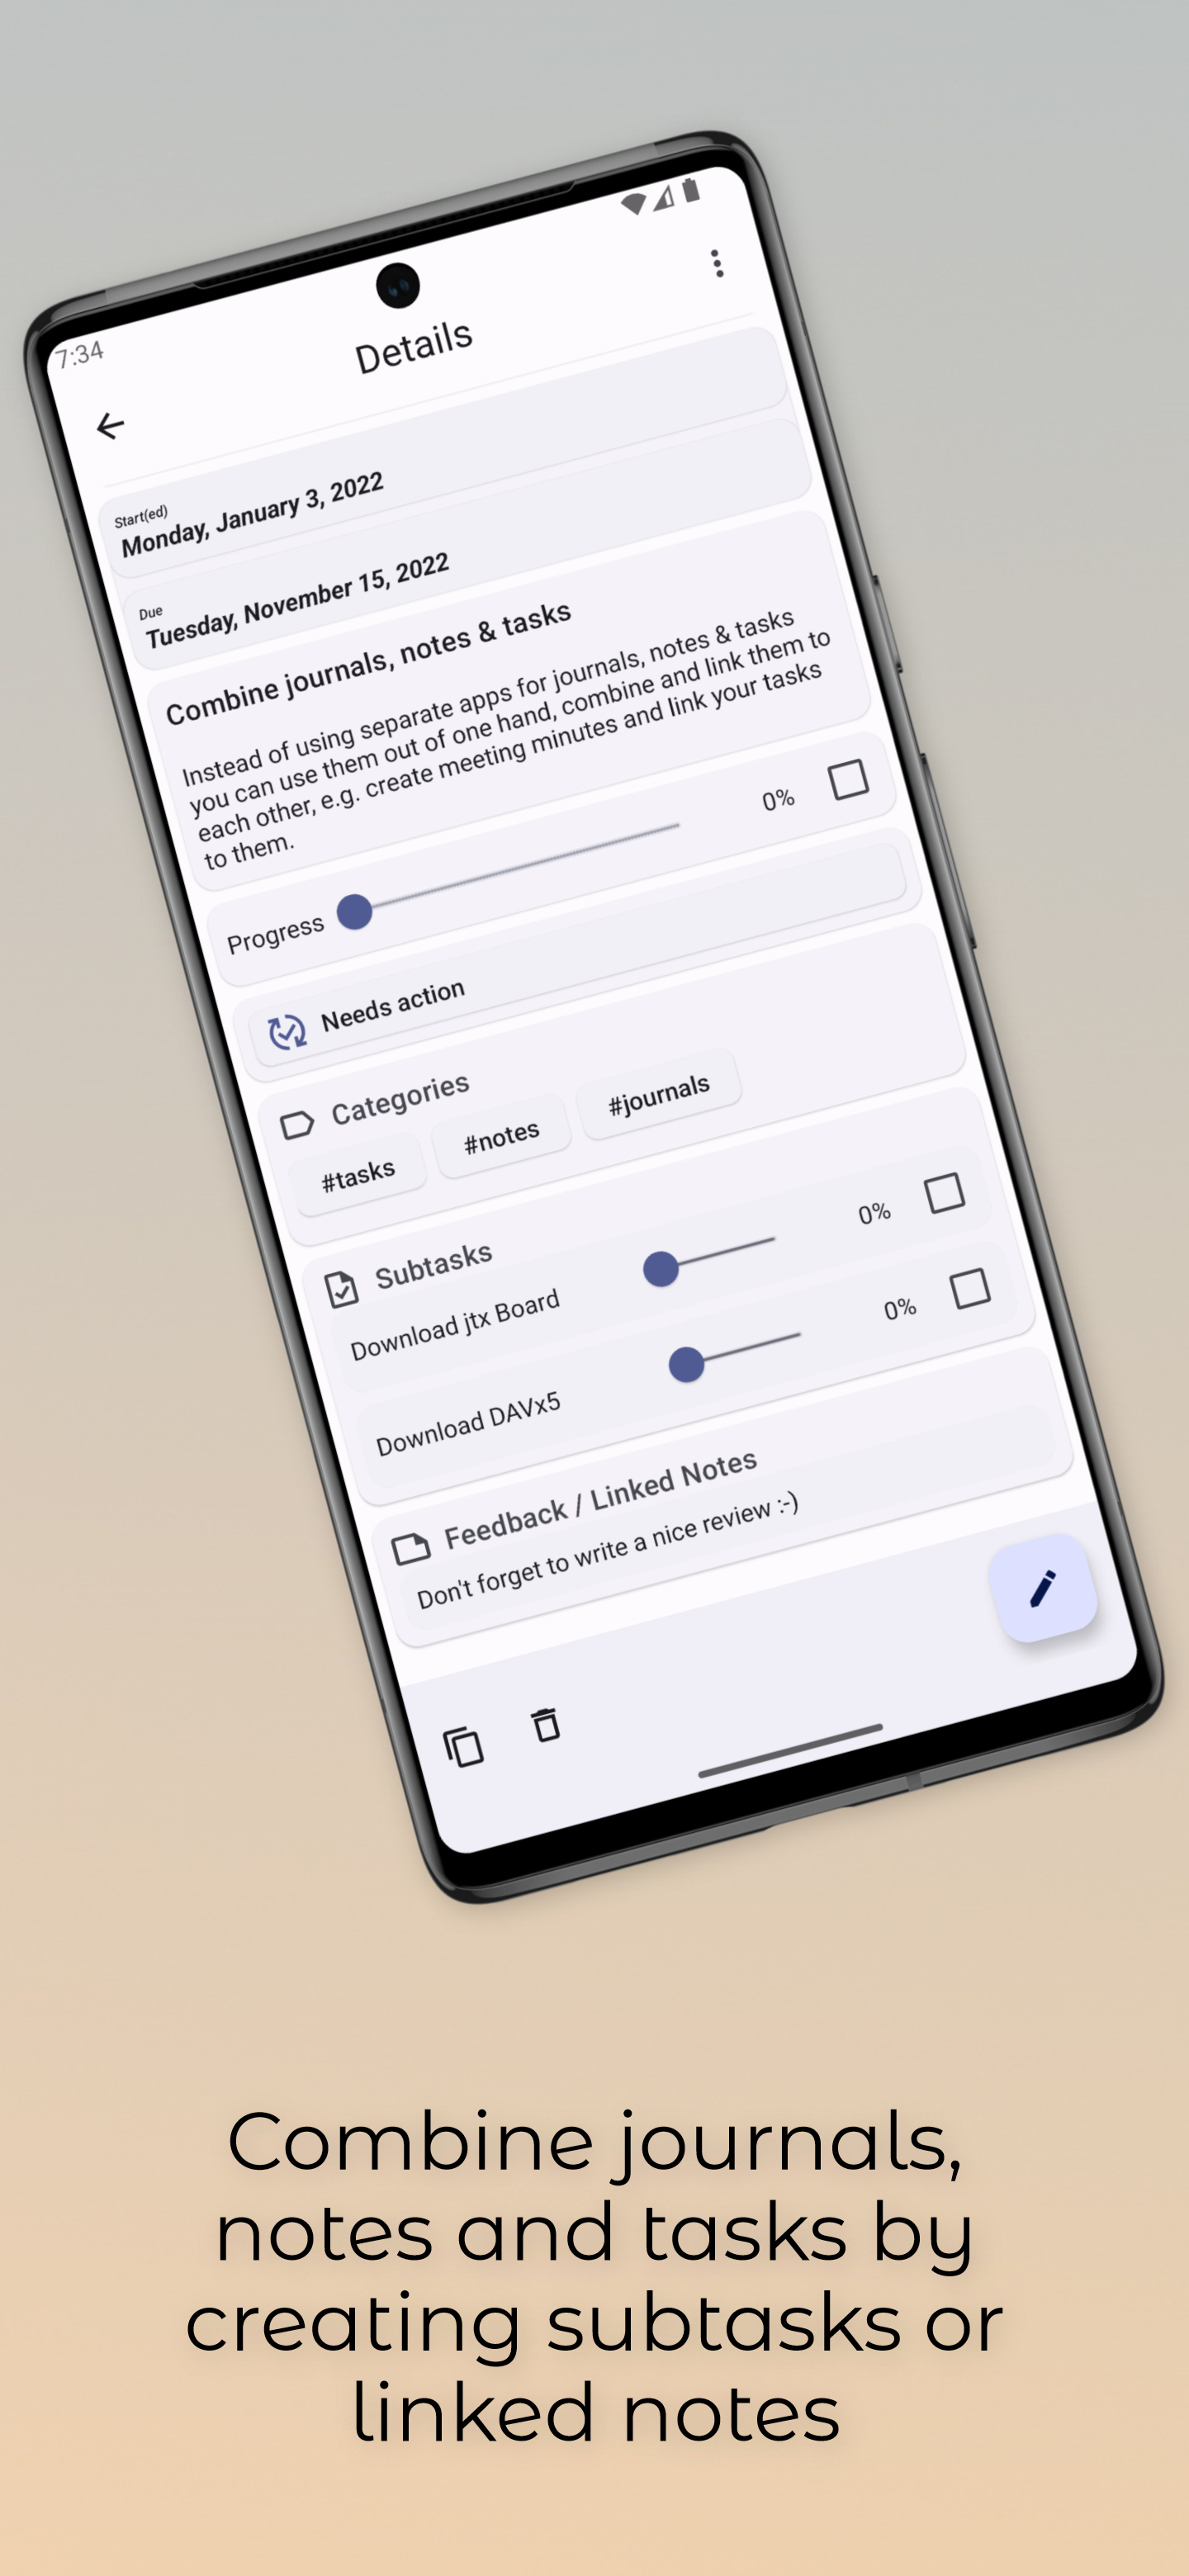 7:34
Details
Start(ed)
Monday, January 3, 2022
Due
Tuesday, November 15, 2022
Combine journals, notes & tasks
Instead of using separate apps for journals, notes & tasks
you can use them out of one hand, combine and link them to
each other, e.g. create meeting minutes and link your tasks
to them.
Progress 0%
Needs action
Categories
#tasks #notes #journals
Subtasks
Download jtx Board 0%
Download DAVx5 0%
Feedback / Linked Notes
Don't forget to write a nice review :-)
Combine journals,
notes and tasks by
creating subtasks or
linked notes